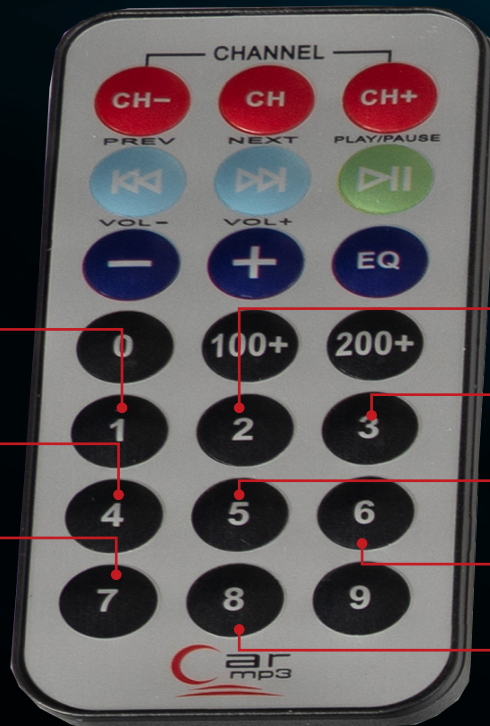 CHANNEL
CH− CH CH+
PREV NEXT PLAY/PAUSE
VOL− VOL+
− + EQ
0 100+ 200+
1 2 3
4 5 6
7 8 9
Car
mp3